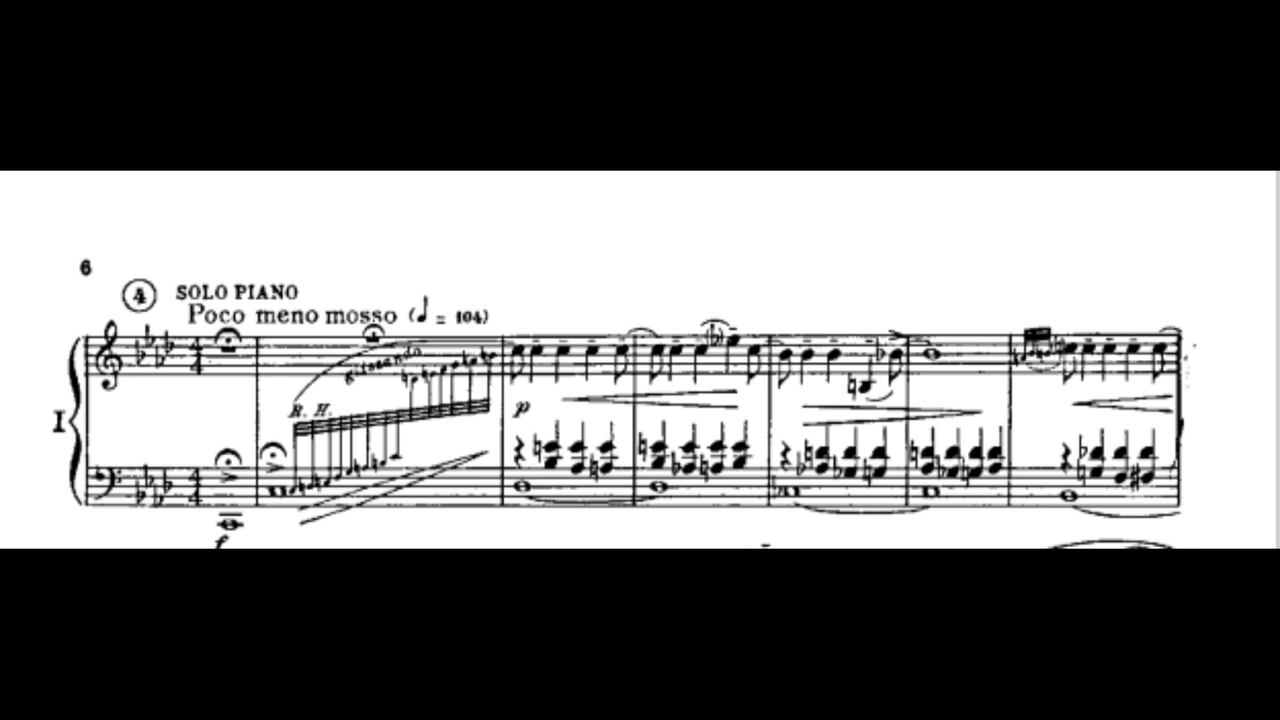 6
4 SOLO PIANO
Poco meno mosso (♩ = 104)
glissando
R. H.
I
p
f